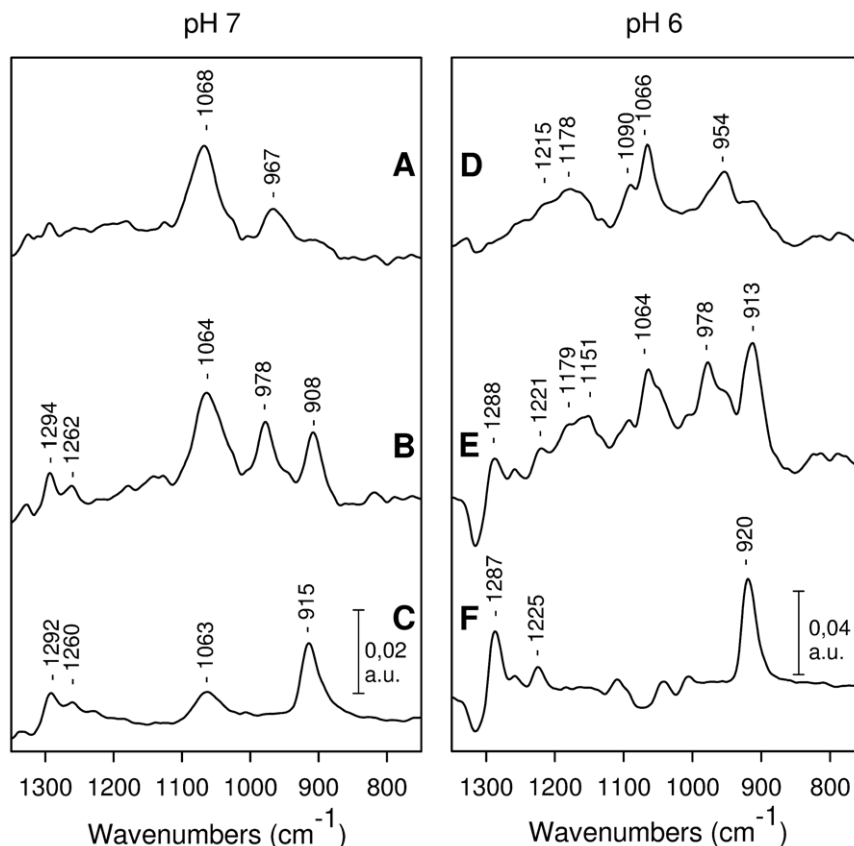 pH 7
pH 6
1068
967
A
1294
1262
1064
978
908
B
1292
1260
1063
915
C
0,02
a.u.
1215
1178
1090
1066
954
D
1288
1221
1179
1151
1064
978
913
E
1287
1225
920
F
0,04
a.u.
1300 1200 1100 1000 900 800
1300 1200 1100 1000 900 800
Wavenumbers (cm⁻¹)
Wavenumbers (cm⁻¹)